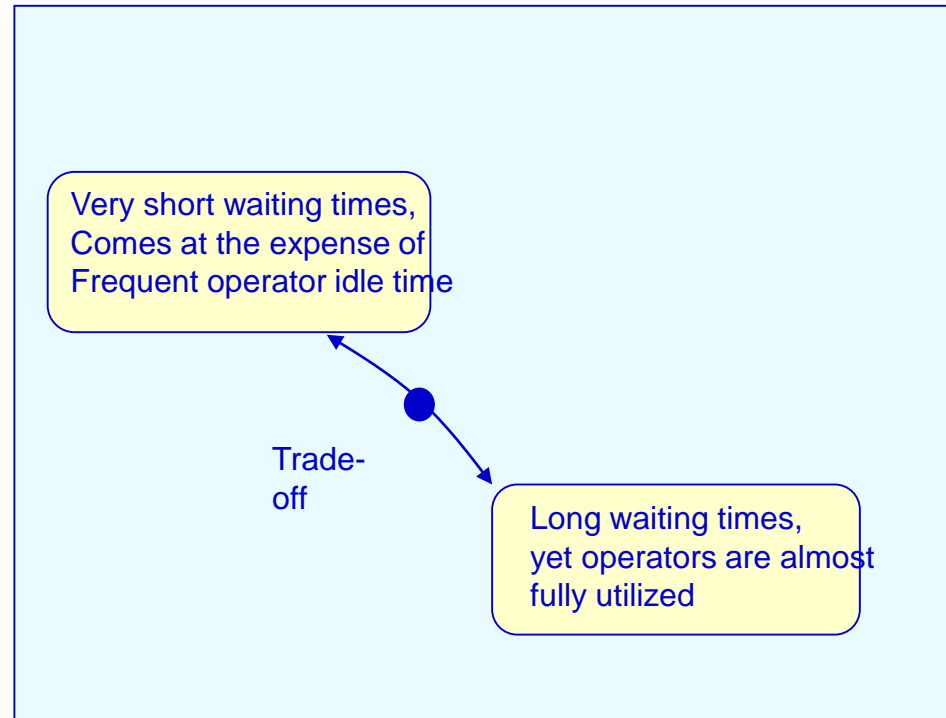 Very short waiting times,
Comes at the expense of
Frequent operator idle time
Trade-
off
Long waiting times,
yet operators are almost
fully utilized